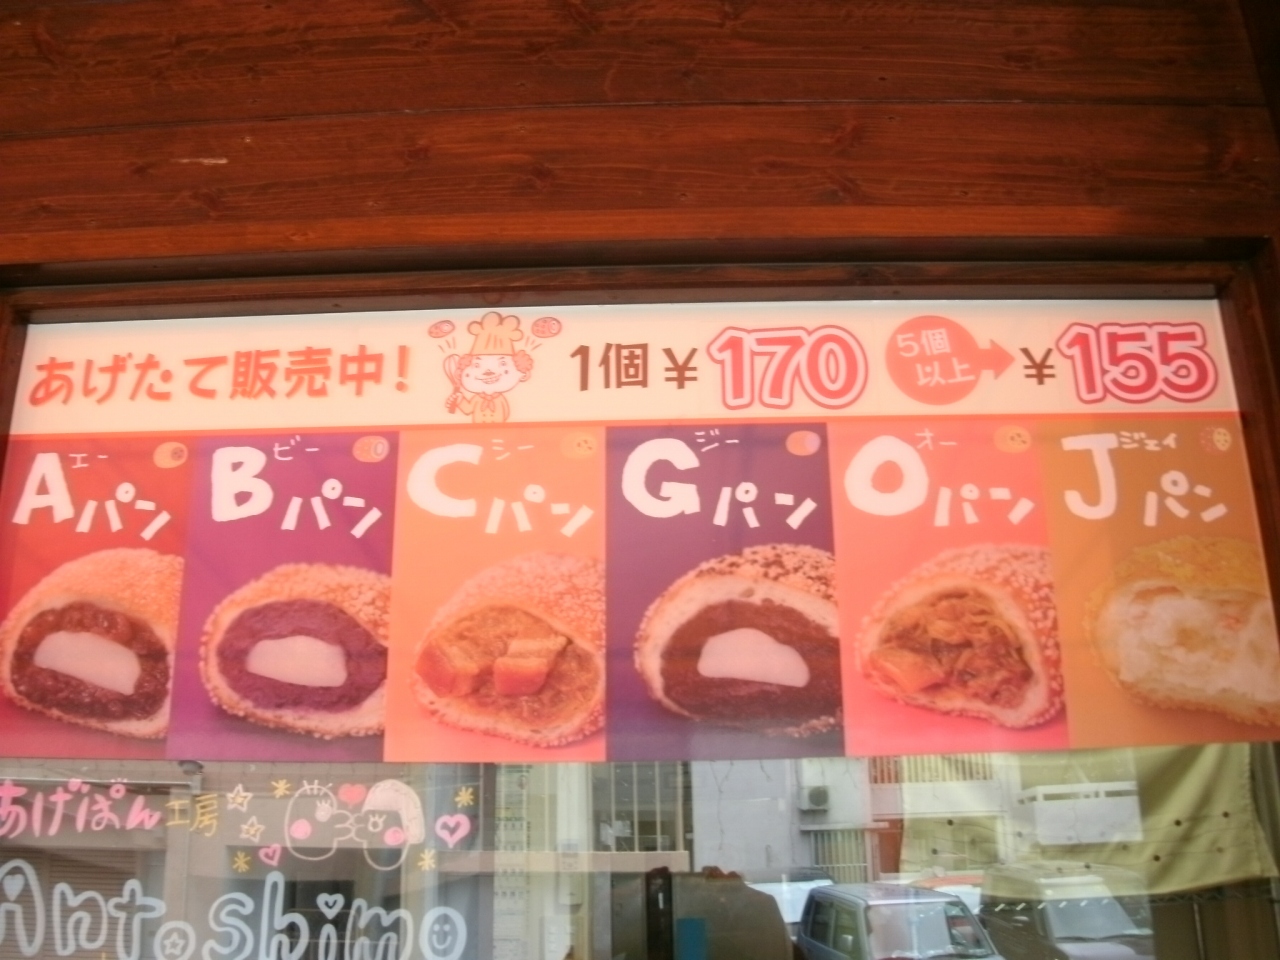 あげたて販売中！
1個￥170
5個以上
￥155
Aエーパン
Bビーパン
Cシーパン
Gジーパン
Oオーパン
Jジェイパン
あげぱん工房
Antoshimo